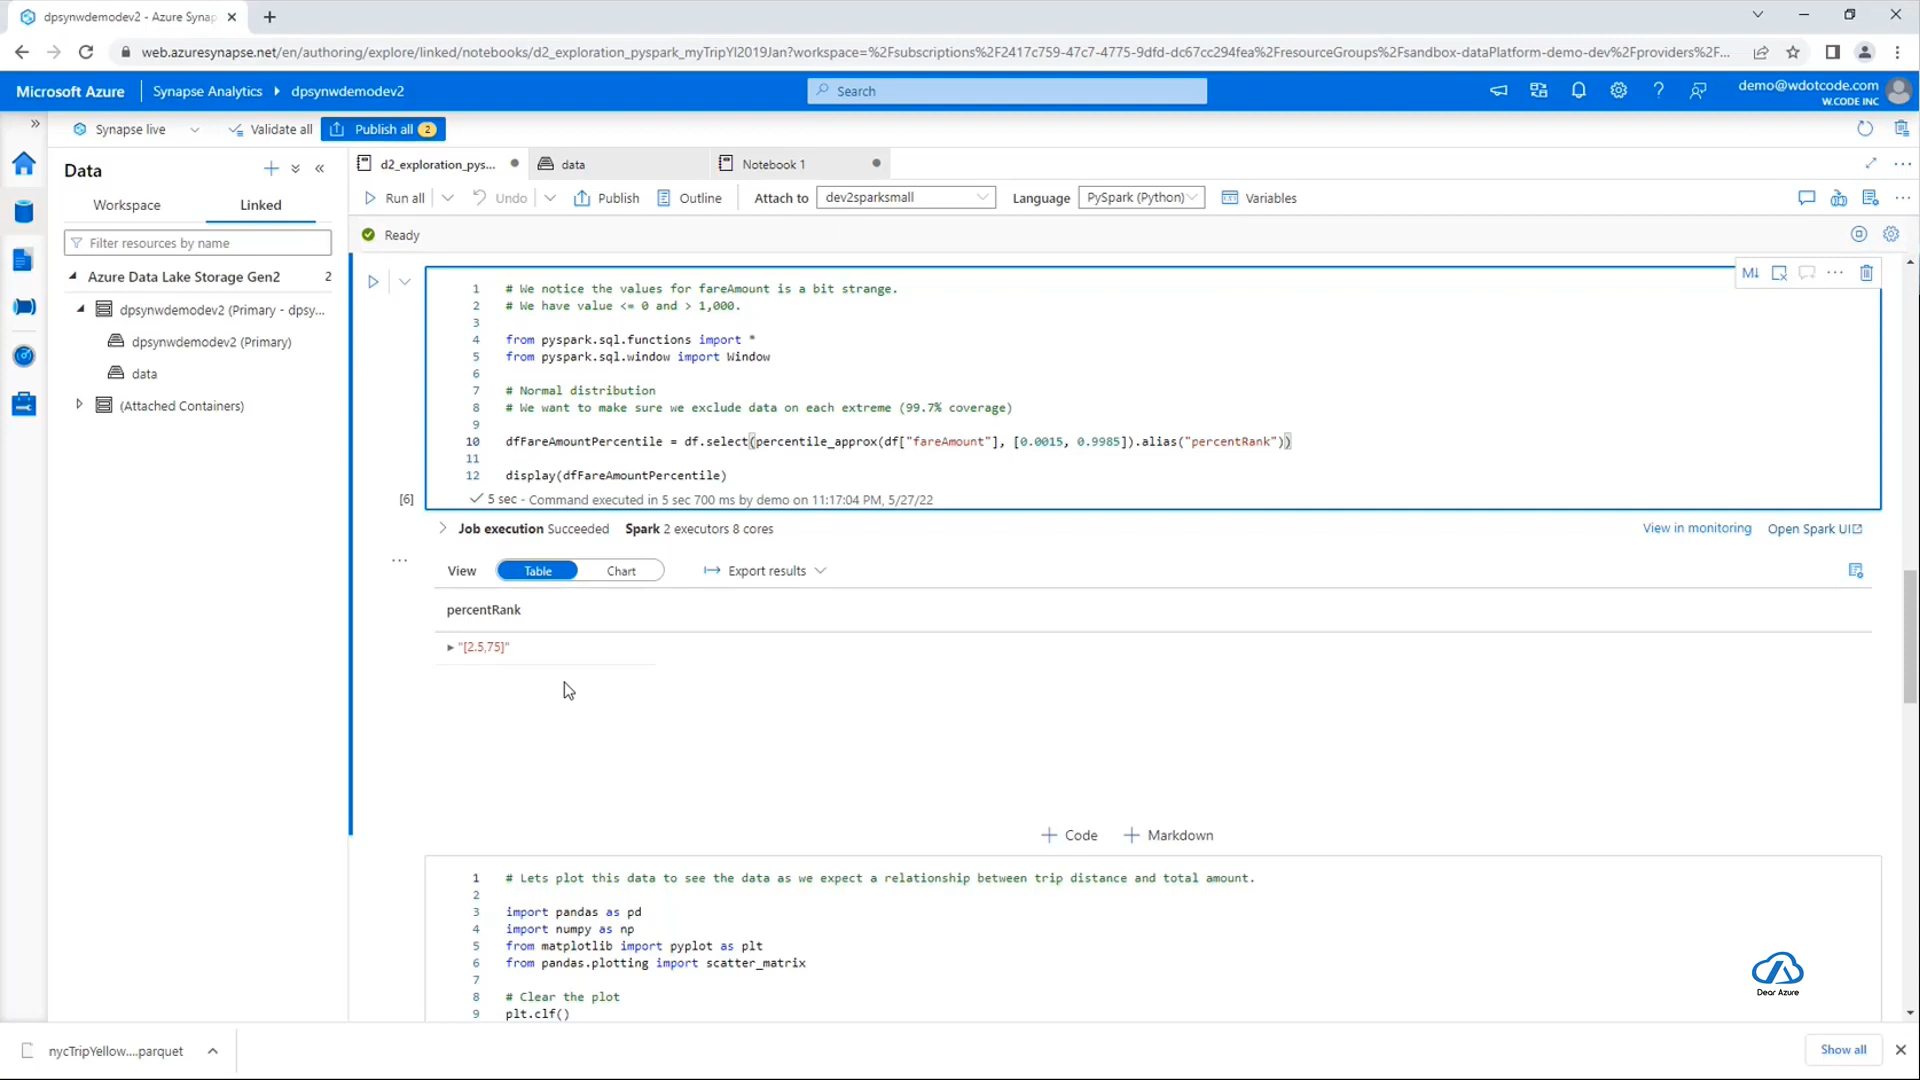 dpsynwdemodev2 - Azure Synap
web.azuresynapse.net/en/authoring/explore/linked/notebooks/d2_exploration_pyspark_myTripYl2019Jan?workspace=%2Fsubscriptions%2F2417c759-47c7-4775-9dfd-dc67cc294fea%2FresourceGroups%2Fsandbox-dataPlatform-demo-dev%2Fproviders%2F...
Microsoft Azure Synapse Analytics dpsynwdemodev2 Search demo@wdotcode.com
W.CODE INC
Synapse live Validate all Publish all 2
Data
d2_exploration_pys... data Notebook 1
Workspace Linked
Run all Undo Publish Outline Attach to dev2sparksmall Language PySpark (Python) Variables
Filter resources by name
Ready
Azure Data Lake Storage Gen2 2
dpsynwdemodev2 (Primary - dpsy...
dpsynwdemodev2 (Primary)
data
(Attached Containers)
M↓
1 # We notice the values for fareAmount is a bit strange.
2 # We have value <= 0 and > 1,000.
3
4 from pyspark.sql.functions import *
5 from pyspark.sql.window import Window
6
7 # Normal distribution
8 # We want to make sure we exclude data on each extreme (99.7% coverage)
9
10 dfFareAmountPercentile = df.select(percentile_approx(df["fareAmount"], [0.0015, 0.9985]).alias("percentRank"))
11
12 display(dfFareAmountPercentile)
[6] 5 sec - Command executed in 5 sec 700 ms by demo on 11:17:04 PM, 5/27/22
Job execution Succeeded Spark 2 executors 8 cores View in monitoring Open Spark UI
View Table Chart Export results
percentRank
"[2.5,75]"
+ Code + Markdown
1 # Lets plot this data to see the data as we expect a relationship between trip distance and total amount.
2
3 import pandas as pd
4 import numpy as np
5 from matplotlib import pyplot as plt
6 from pandas.plotting import scatter_matrix
7
8 # Clear the plot
9 plt.clf()
Dear Azure
nycTripYellow....parquet Show all